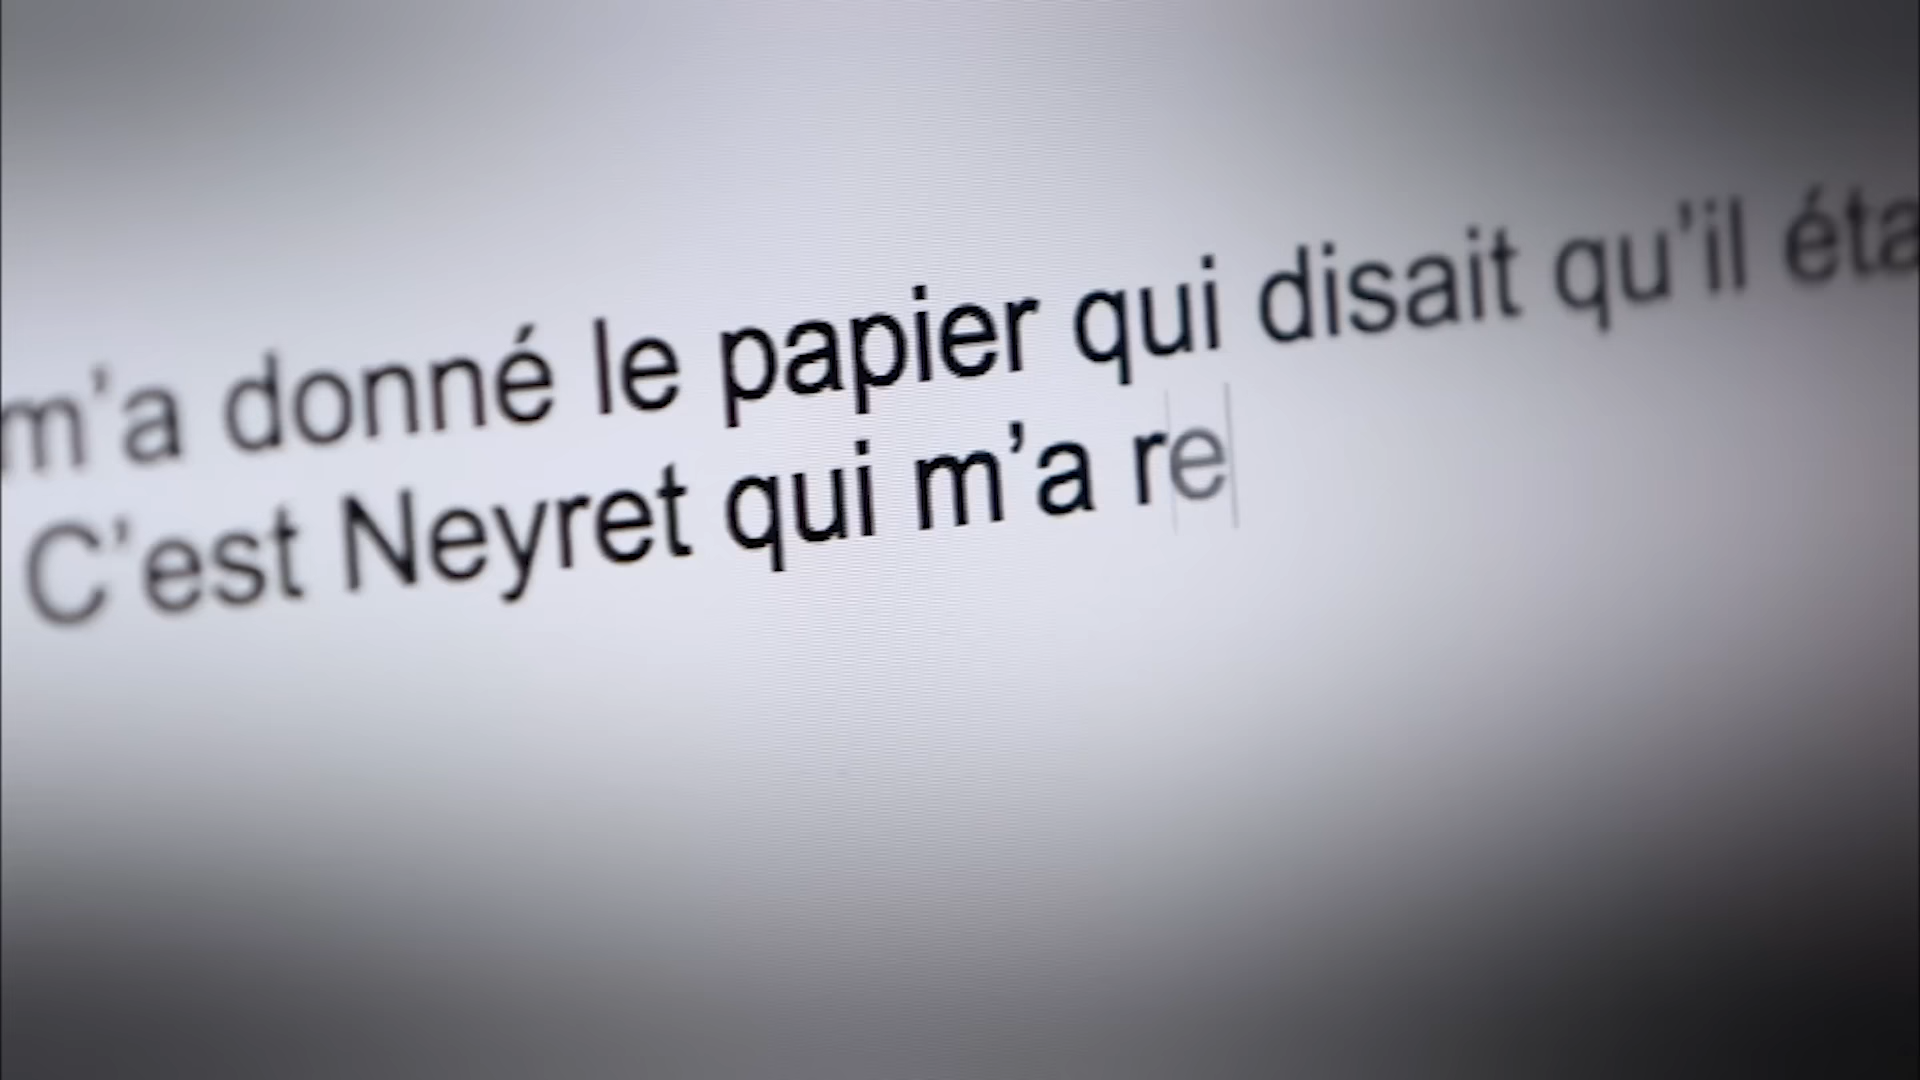 m’a donné le papier qui disait qu’il éta
C’est Neyret qui m’a re